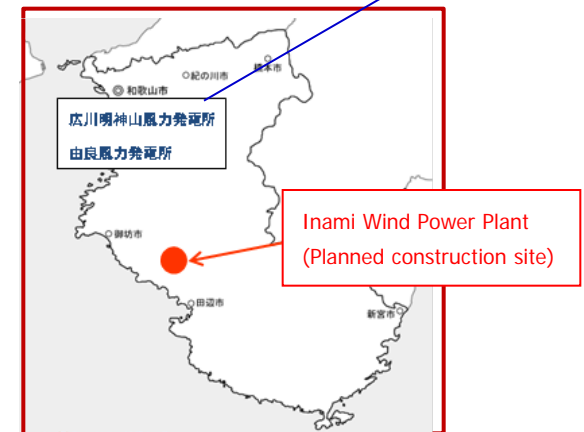 紀の川市
橋本市
和歌山市
広川明神山風力発電所
由良風力発電所
Inami Wind Power Plant
(Planned construction site)
御坊市
田辺市
新宮市